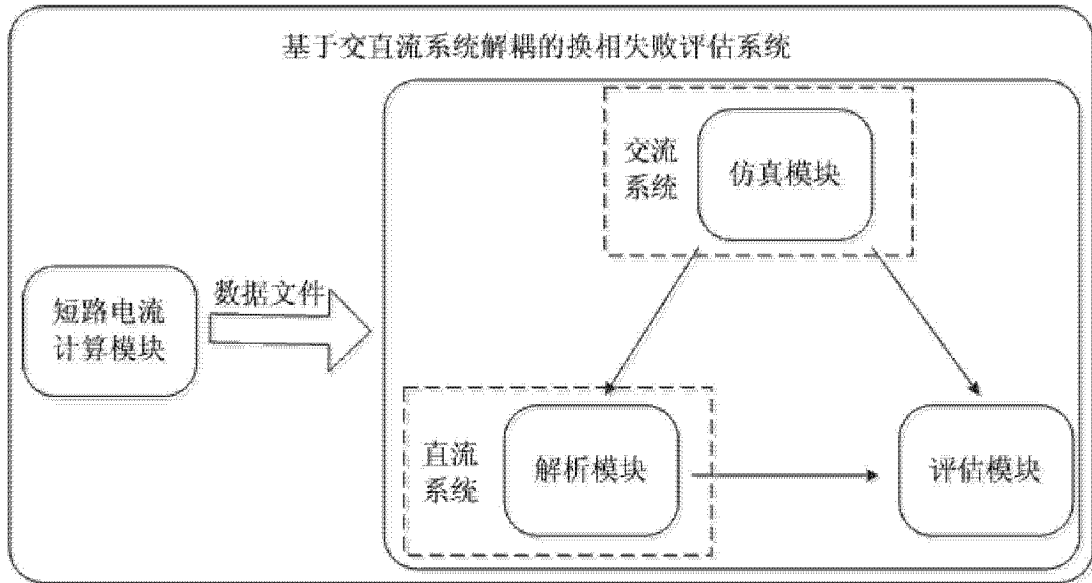 基于交直流系统解耦的换相失败评估系统
交流
系统
仿真模块
数据文件
短路电流
计算模块
直流
系统
解析模块
评估模块